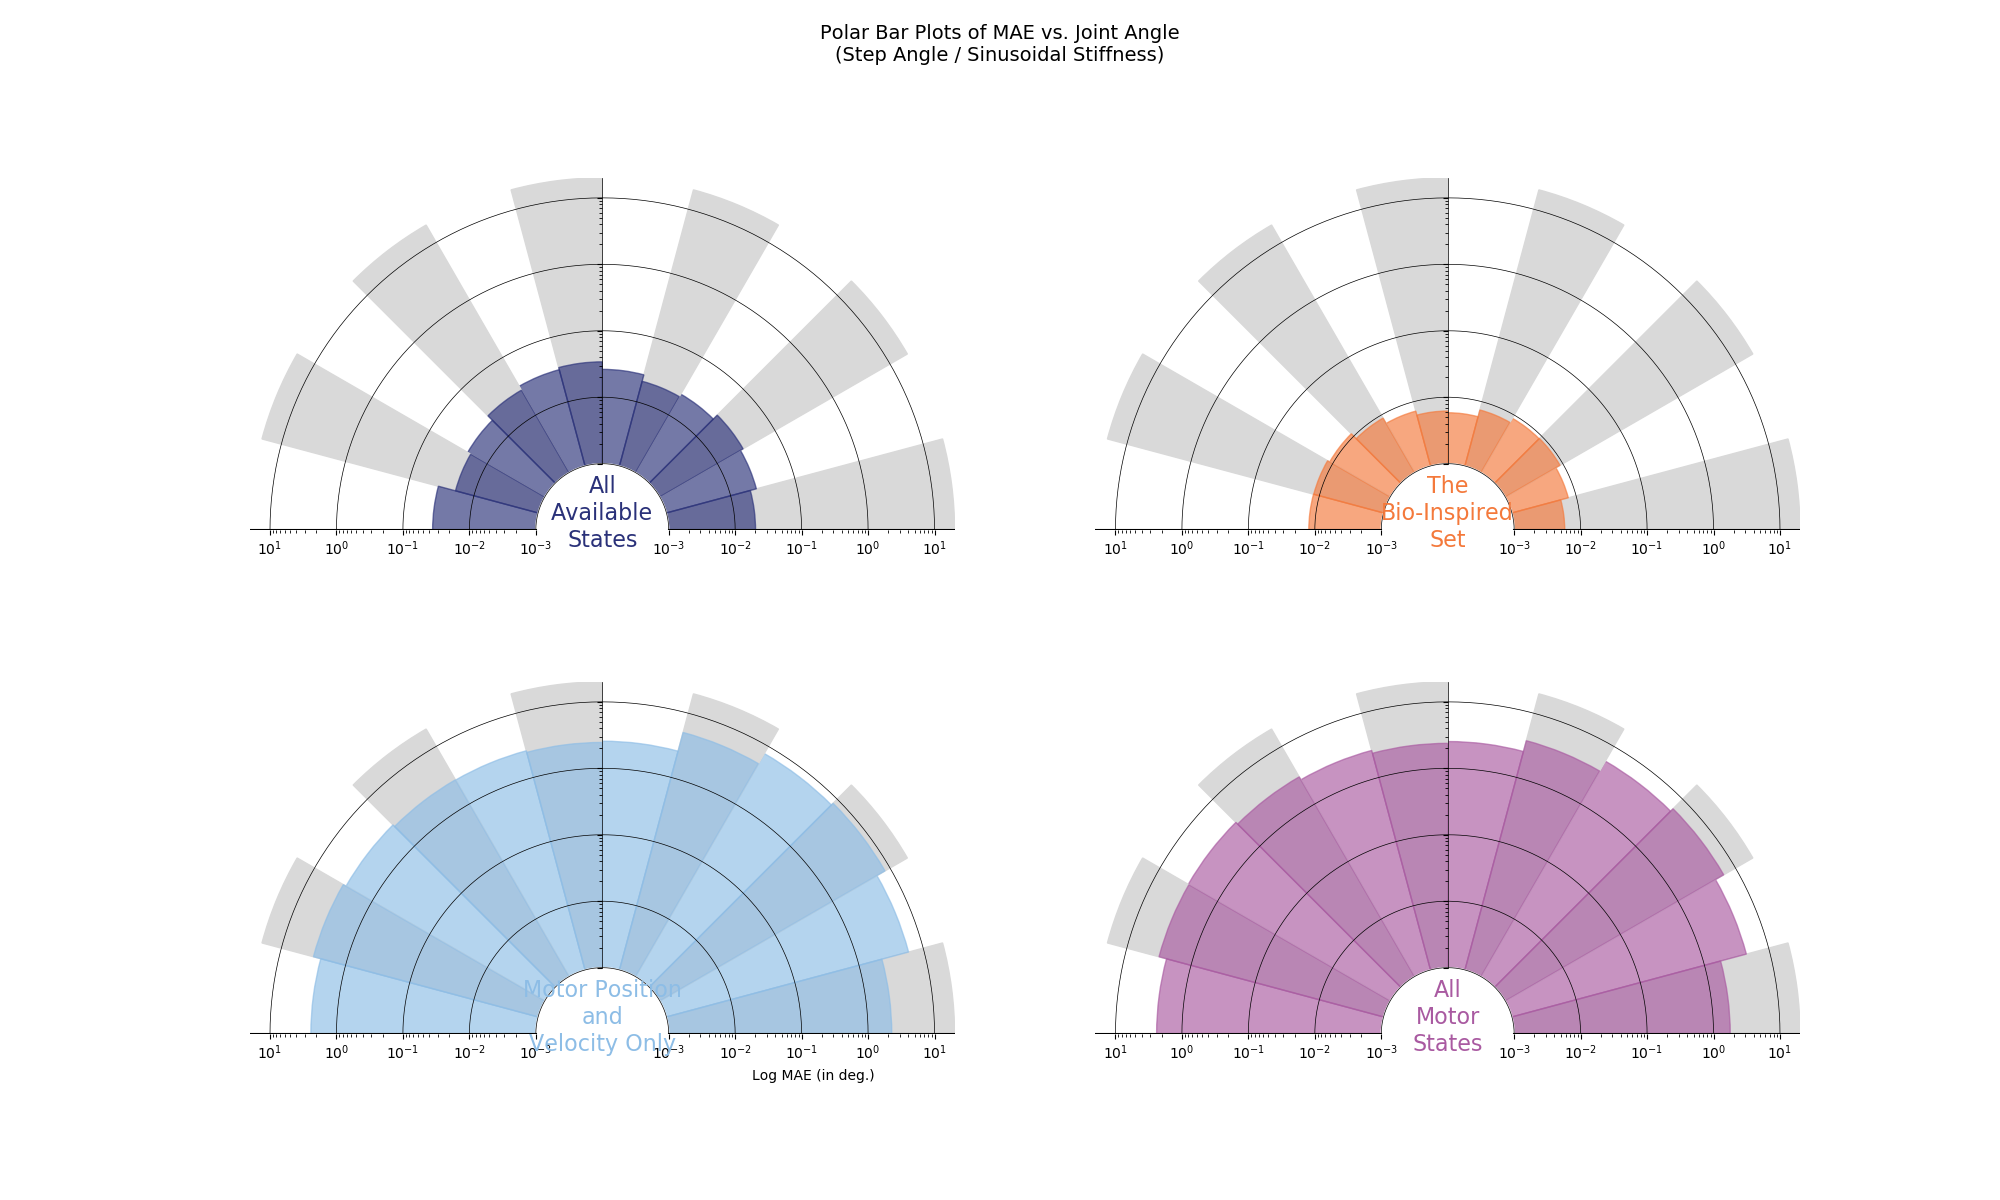 Polar Bar Plots of MAE vs. Joint Angle
(Step Angle / Sinusoidal Stiffness)
All
Available
States
10¹ 10⁰ 10⁻¹ 10⁻² 10⁻³ 10⁻³ 10⁻² 10⁻¹ 10⁰ 10¹
The
Bio-Inspired
Set
10¹ 10⁰ 10⁻¹ 10⁻² 10⁻³ 10⁻³ 10⁻² 10⁻¹ 10⁰ 10¹
Motor Position
and
Velocity Only
10¹ 10⁰ 10⁻¹ 10⁻² 10⁻³ 10⁻³ 10⁻² 10⁻¹ 10⁰ 10¹
Log MAE (in deg.)
All
Motor
States
10¹ 10⁰ 10⁻¹ 10⁻² 10⁻³ 10⁻³ 10⁻² 10⁻¹ 10⁰ 10¹